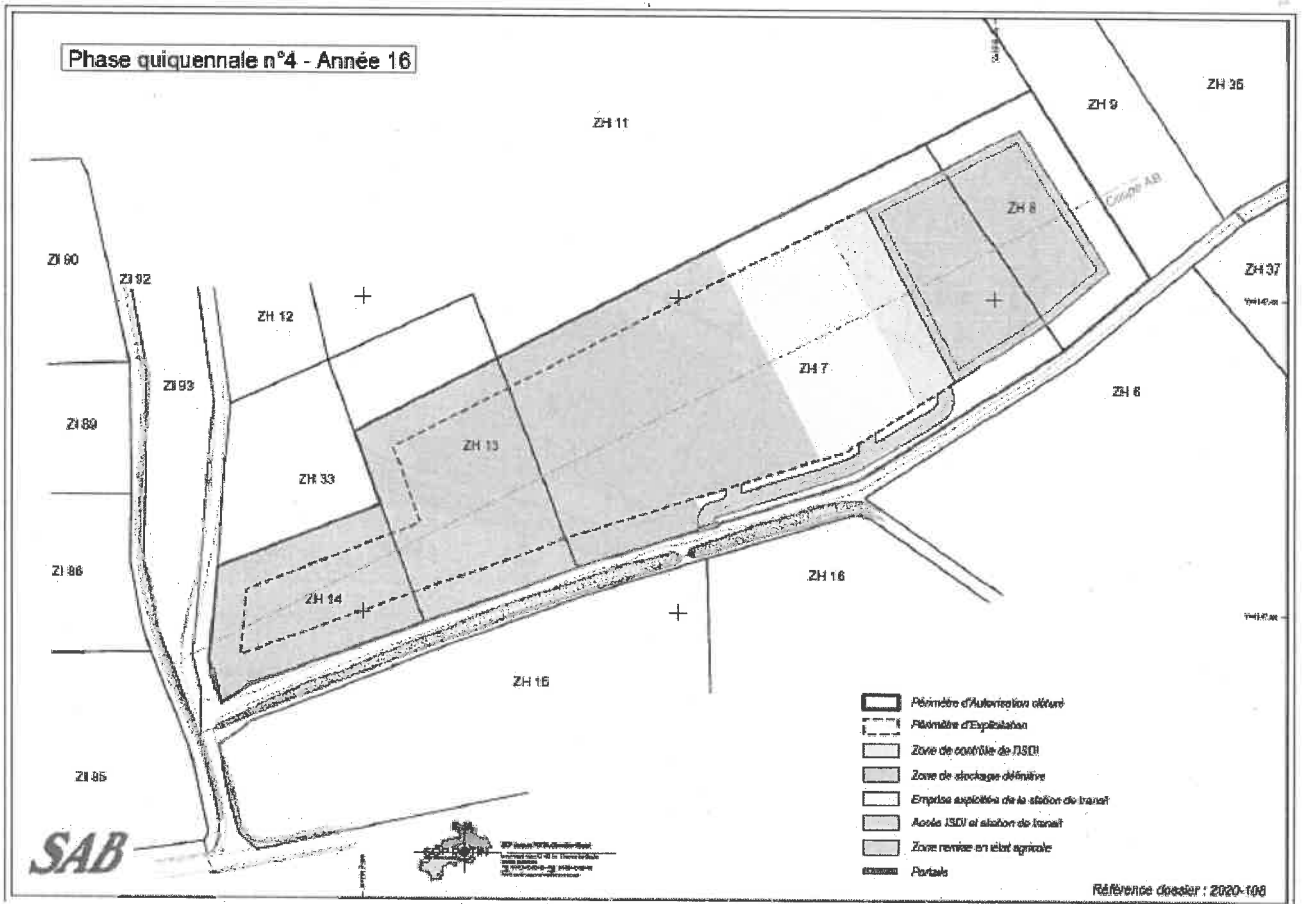 Phase quiquennale n°4 - Année 16
ZH 11
ZH 9
ZH 35
Coupe AB
ZH 8
ZI 90
ZI 92
ZH 12
ZH 37
ZI 93
ZH 7
ZH 6
ZI 89
ZH 13
ZH 33
ZI 86
ZH 14
ZH 16
ZH 15
ZI 85
Périmètre d'Autorisation clôturé
Périmètre d'Exploitation
Zone de contrôle de l'ISDI
Zone de stockage définitive
Emprise exploitée de la station de transit
Accès ISDI et station de transit
Zone remise en état agricole
Portails
SAB
Référence dossier : 2020-108